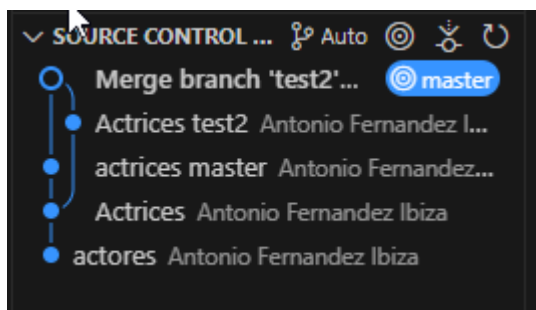 SOURCE CONTROL ... Auto
Merge branch 'test2'... master
Actrices test2 Antonio Fernandez I...
actrices master Antonio Fernandez...
Actrices Antonio Fernandez Ibiza
actores Antonio Fernandez Ibiza